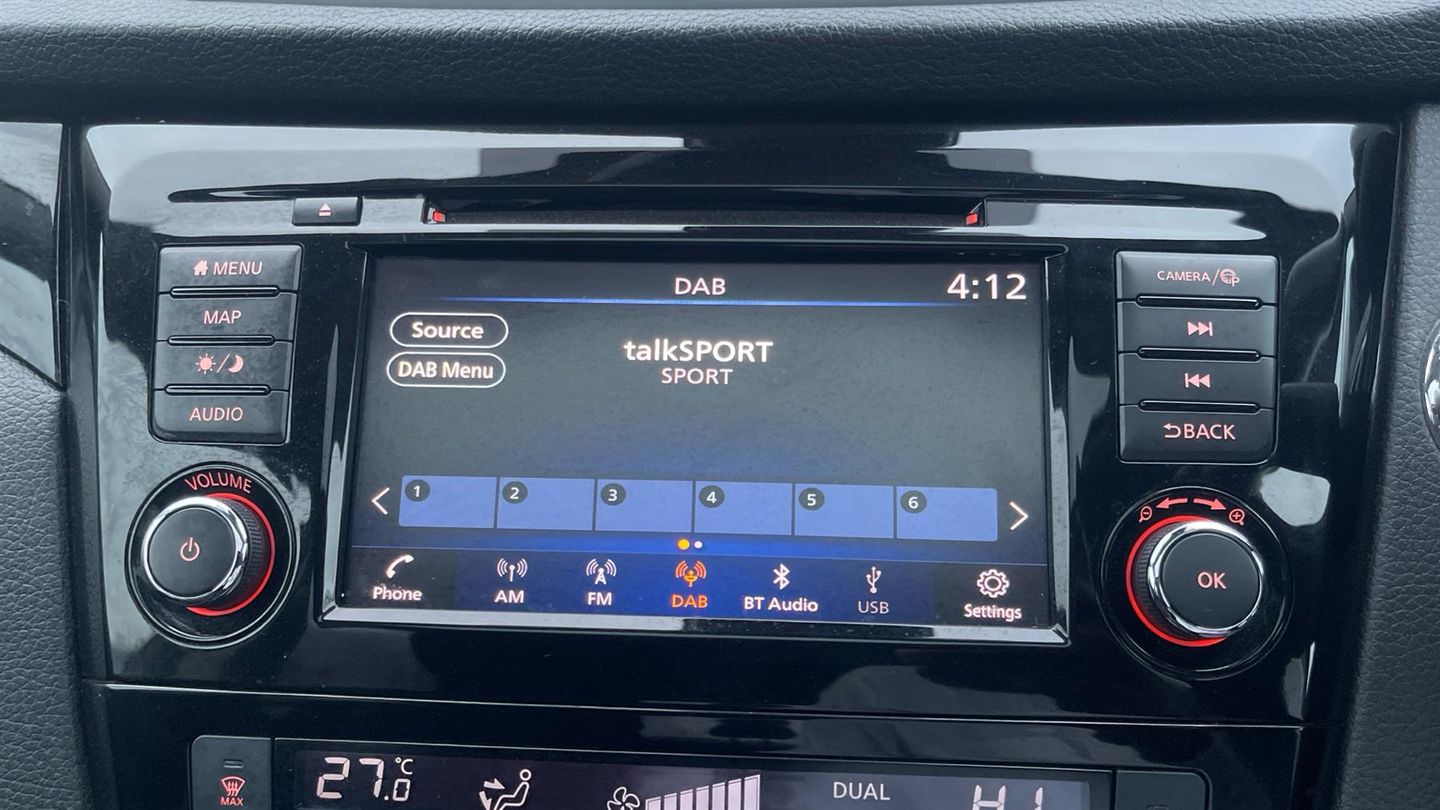 MENU
MAP
AUDIO
VOLUME
DAB
4:12
Source
DAB Menu
talkSPORT
SPORT
1 2 3 4 5 6
Phone
AM
FM
DAB
BT Audio
USB
Settings
CAMERA/P
BACK
OK
MAX
27.0 °C
DUAL
HI